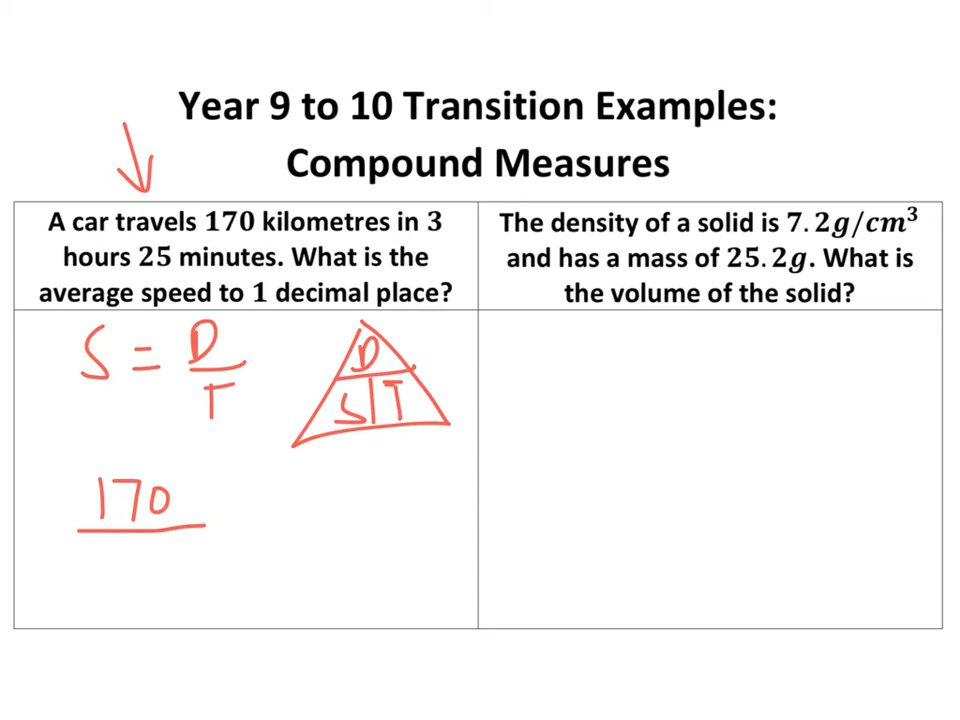 Year 9 to 10 Transition Examples:
Compound Measures
A car travels 170 kilometres in 3
hours 25 minutes. What is the
average speed to 1 decimal place?
The density of a solid is 7.2g/cm³
and has a mass of 25.2g. What is
the volume of the solid?
S = D
T
D
S T
170